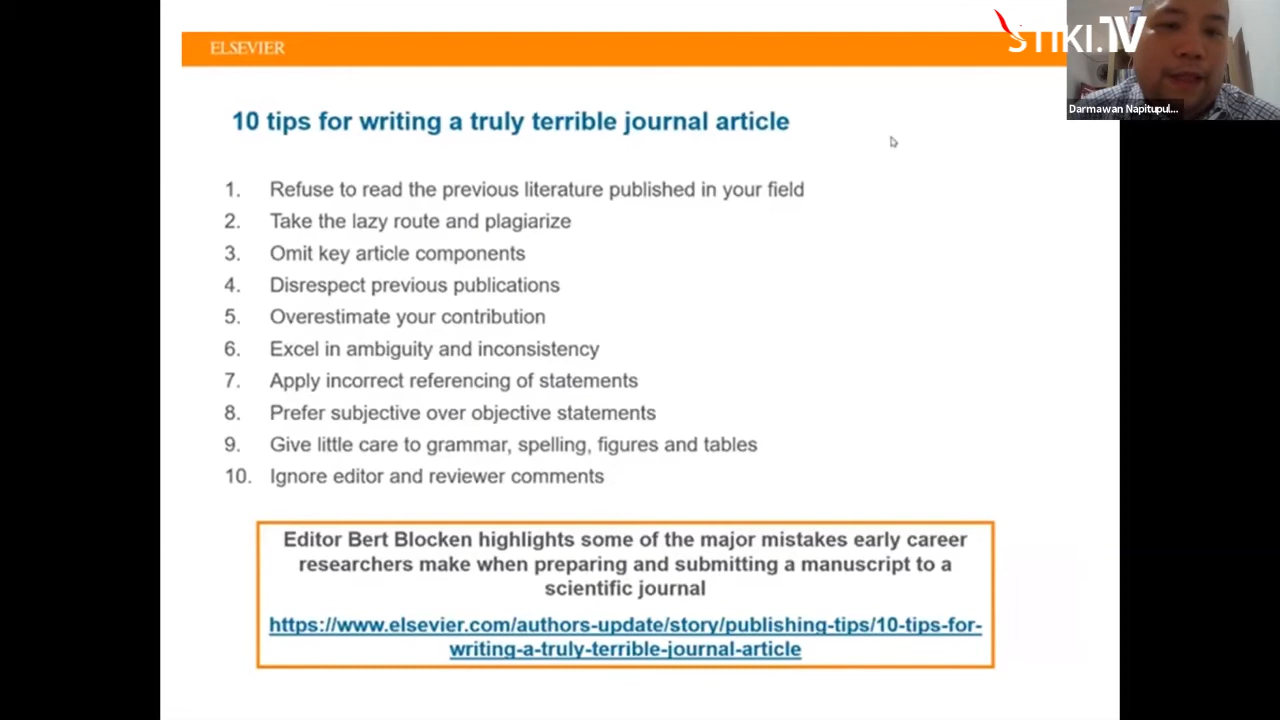 ELSEVIER
STIKI.TV
Darmawan Napitupul...
10 tips for writing a truly terrible journal article
1. Refuse to read the previous literature published in your field
2. Take the lazy route and plagiarize
3. Omit key article components
4. Disrespect previous publications
5. Overestimate your contribution
6. Excel in ambiguity and inconsistency
7. Apply incorrect referencing of statements
8. Prefer subjective over objective statements
9. Give little care to grammar, spelling, figures and tables
10. Ignore editor and reviewer comments
Editor Bert Blocken highlights some of the major mistakes early career
researchers make when preparing and submitting a manuscript to a
scientific journal
https://www.elsevier.com/authors-update/story/publishing-tips/10-tips-for-
writing-a-truly-terrible-journal-article